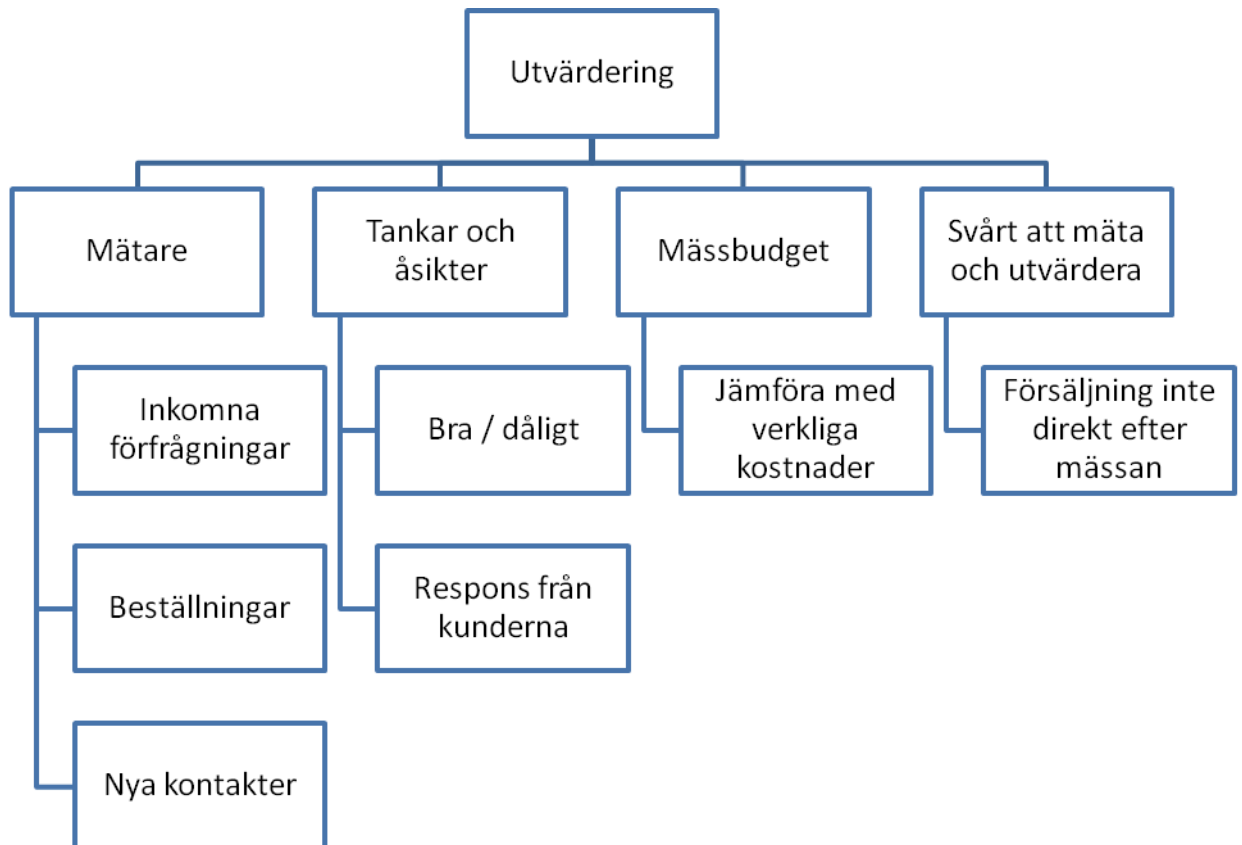 Utvärdering
Mätare
Tankar och
åsikter
Mässbudget
Svårt att mäta
och utvärdera
Inkomna
förfrågningar
Bra / dåligt
Jämföra med
verkliga
kostnader
Försäljning inte
direkt efter
mässan
Beställningar
Respons från
kunderna
Nya kontakter